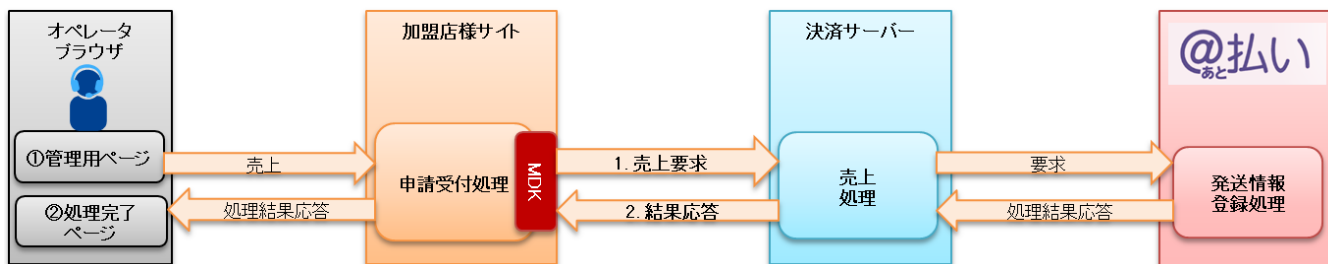 オペレータ
ブラウザ
①管理用ページ
②処理完了
ページ
売上
処理結果応答
加盟店様サイト
申請受付処理
MDK
1. 売上要求
2. 結果応答
決済サーバー
売上
処理
要求
処理結果応答
@払い
あと
発送情報
登録処理